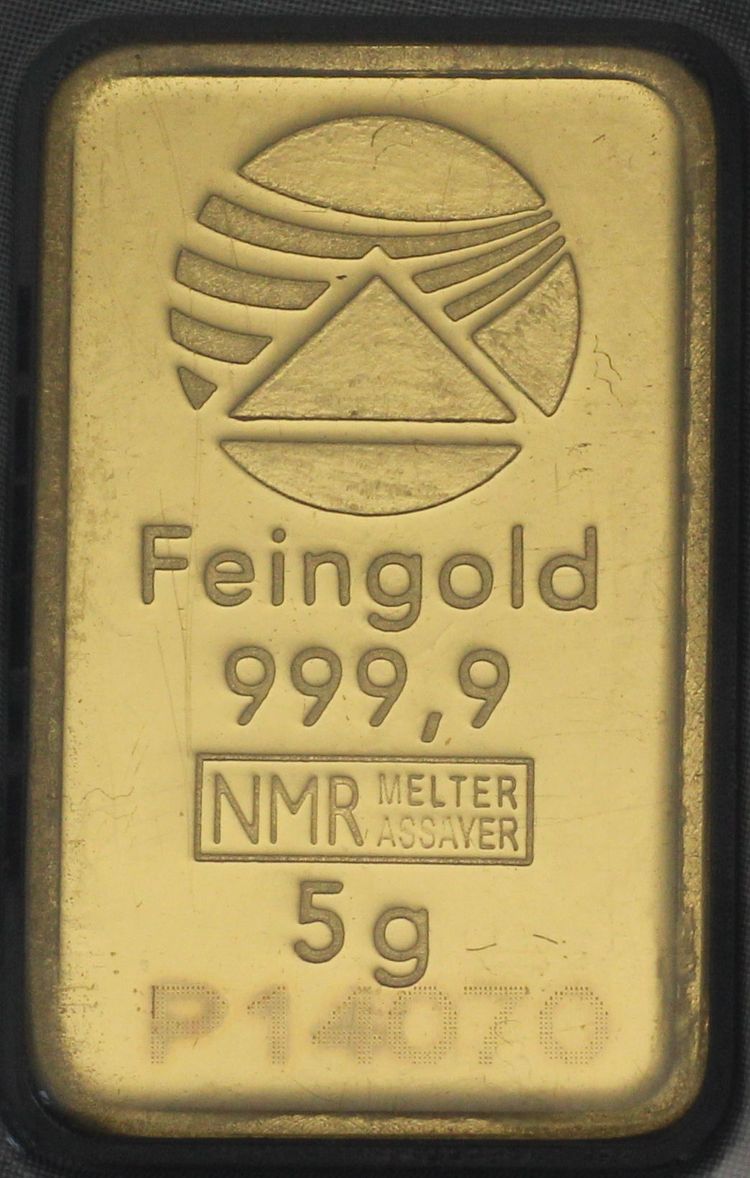 Feingold
999,9
NMR MELTER ASSAYER
5g
P14070